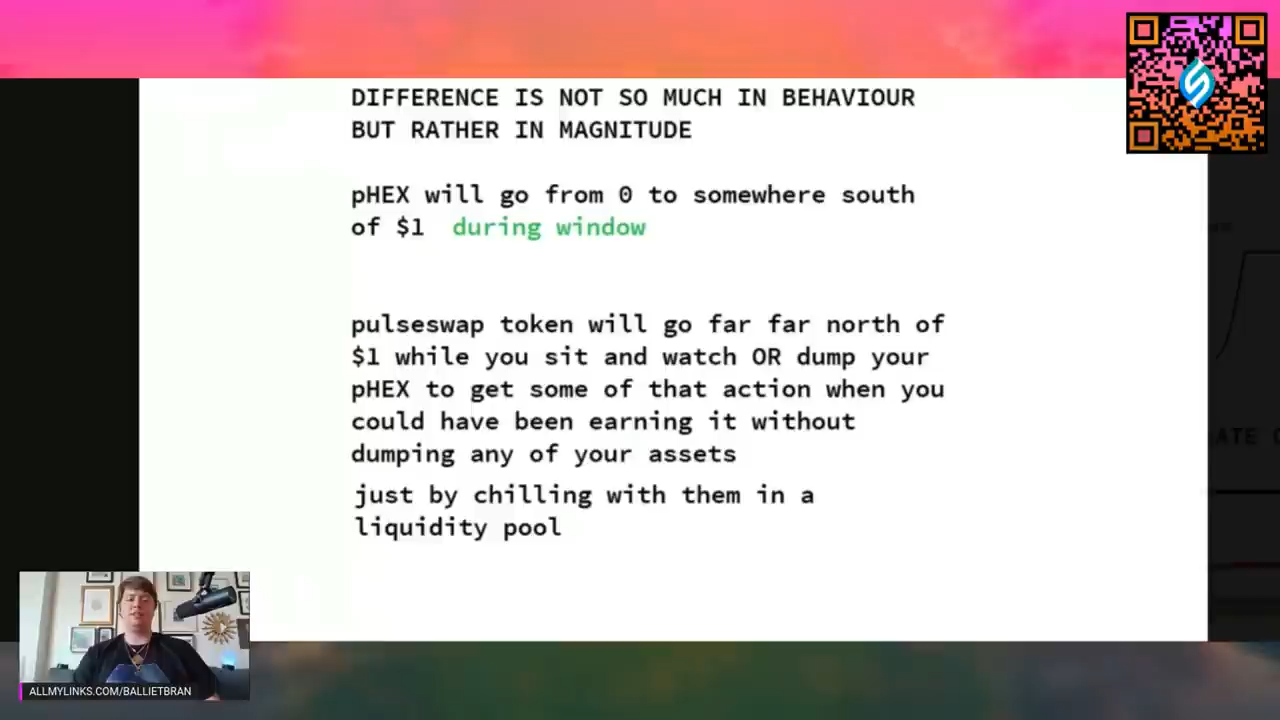 DIFFERENCE IS NOT SO MUCH IN BEHAVIOUR
BUT RATHER IN MAGNITUDE
pHEX will go from 0 to somewhere south
of $1 during window
pulseswap token will go far far north of
$1 while you sit and watch OR dump your
pHEX to get some of that action when you
could have been earning it without
dumping any of your assets
just by chilling with them in a
liquidity pool
ALLMYLINKS.COM/BALLIETBRAN